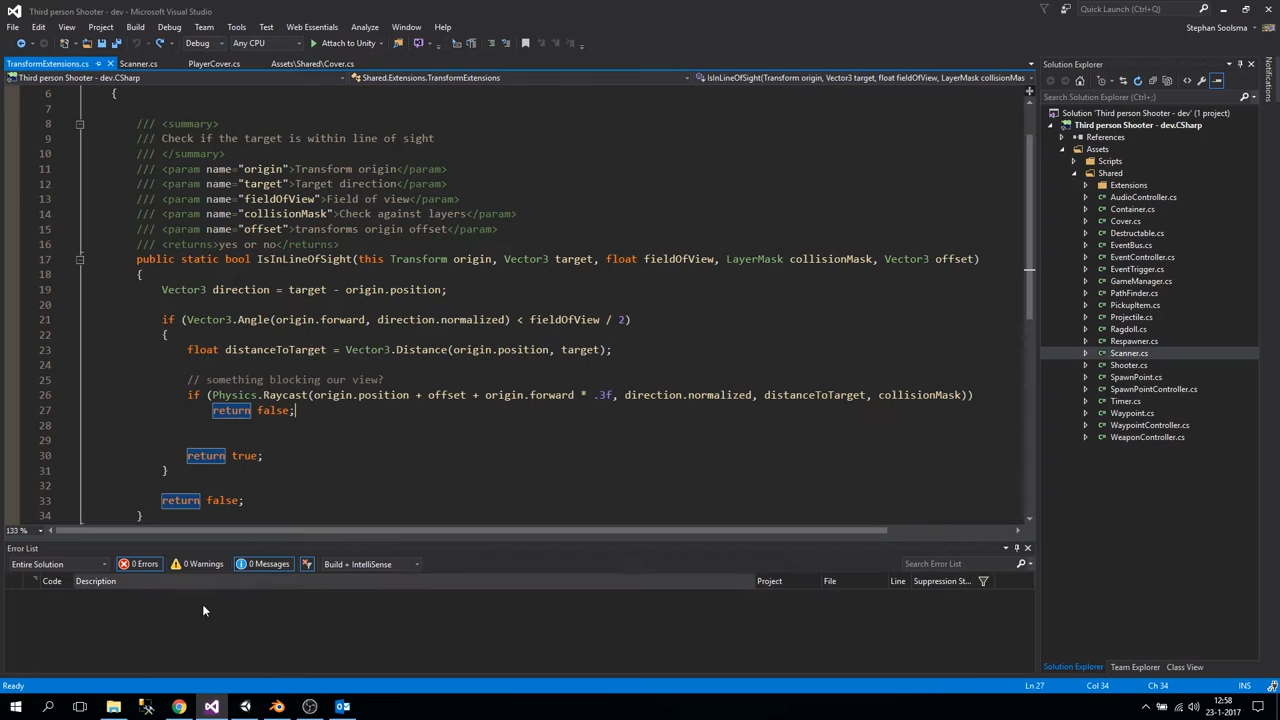 Third person Shooter - dev - Microsoft Visual Studio
Quick Launch (Ctrl+Q)
File Edit View Project Build Debug Team Tools Test Web Essentials Analyze Window Help
Stephan Soolsma
Debug Any CPU Attach to Unity
TransformExtensions.cs Scanner.cs PlayerCover.cs Assets\Shared\Cover.cs
Third person Shooter - dev.CSharp Shared.Extensions.TransformExtensions IsInLineOfSight(Transform origin, Vector3 target, float fieldOfView, LayerMask collisionMas
6 {
7
8 /// <summary>
9 /// Check if the target is within line of sight
10 /// </summary>
11 /// <param name="origin">Transform origin</param>
12 /// <param name="target">Target direction</param>
13 /// <param name="fieldOfView">Field of view</param>
14 /// <param name="collisionMask">Check against layers</param>
15 /// <param name="offset">transforms origin offset</param>
16 /// <returns>yes or no</returns>
17 public static bool IsInLineOfSight(this Transform origin, Vector3 target, float fieldOfView, LayerMask collisionMask, Vector3 offset)
18 {
19 Vector3 direction = target - origin.position;
20
21 if (Vector3.Angle(origin.forward, direction.normalized) < fieldOfView / 2)
22 {
23 float distanceToTarget = Vector3.Distance(origin.position, target);
24
25 // something blocking our view?
26 if (Physics.Raycast(origin.position + offset + origin.forward * .3f, direction.normalized, distanceToTarget, collisionMask))
27 return false;
28
29
30 return true;
31 }
32
33 return false;
34 }
133 %
Error List
Entire Solution 0 Errors 0 Warnings 0 Messages Build + IntelliSense Search Error List
Code Description Project File Line Suppression St...
Solution Explorer
Search Solution Explorer (Ctrl+;)
Solution 'Third person Shooter - dev' (1 project)
Third person Shooter - dev.CSharp
References
Assets
Scripts
Shared
Extensions
AudioController.cs
Container.cs
Cover.cs
Destructable.cs
EventBus.cs
EventController.cs
EventTrigger.cs
GameManager.cs
PathFinder.cs
PickupItem.cs
Projectile.cs
Ragdoll.cs
Respawner.cs
Scanner.cs
Shooter.cs
SpawnPoint.cs
SpawnPointController.cs
Timer.cs
Waypoint.cs
WaypointController.cs
WeaponController.cs
Solution Explorer Team Explorer Class View
Notifications
Ready Ln 27 Col 34 Ch 34 INS
12:58
23-1-2017